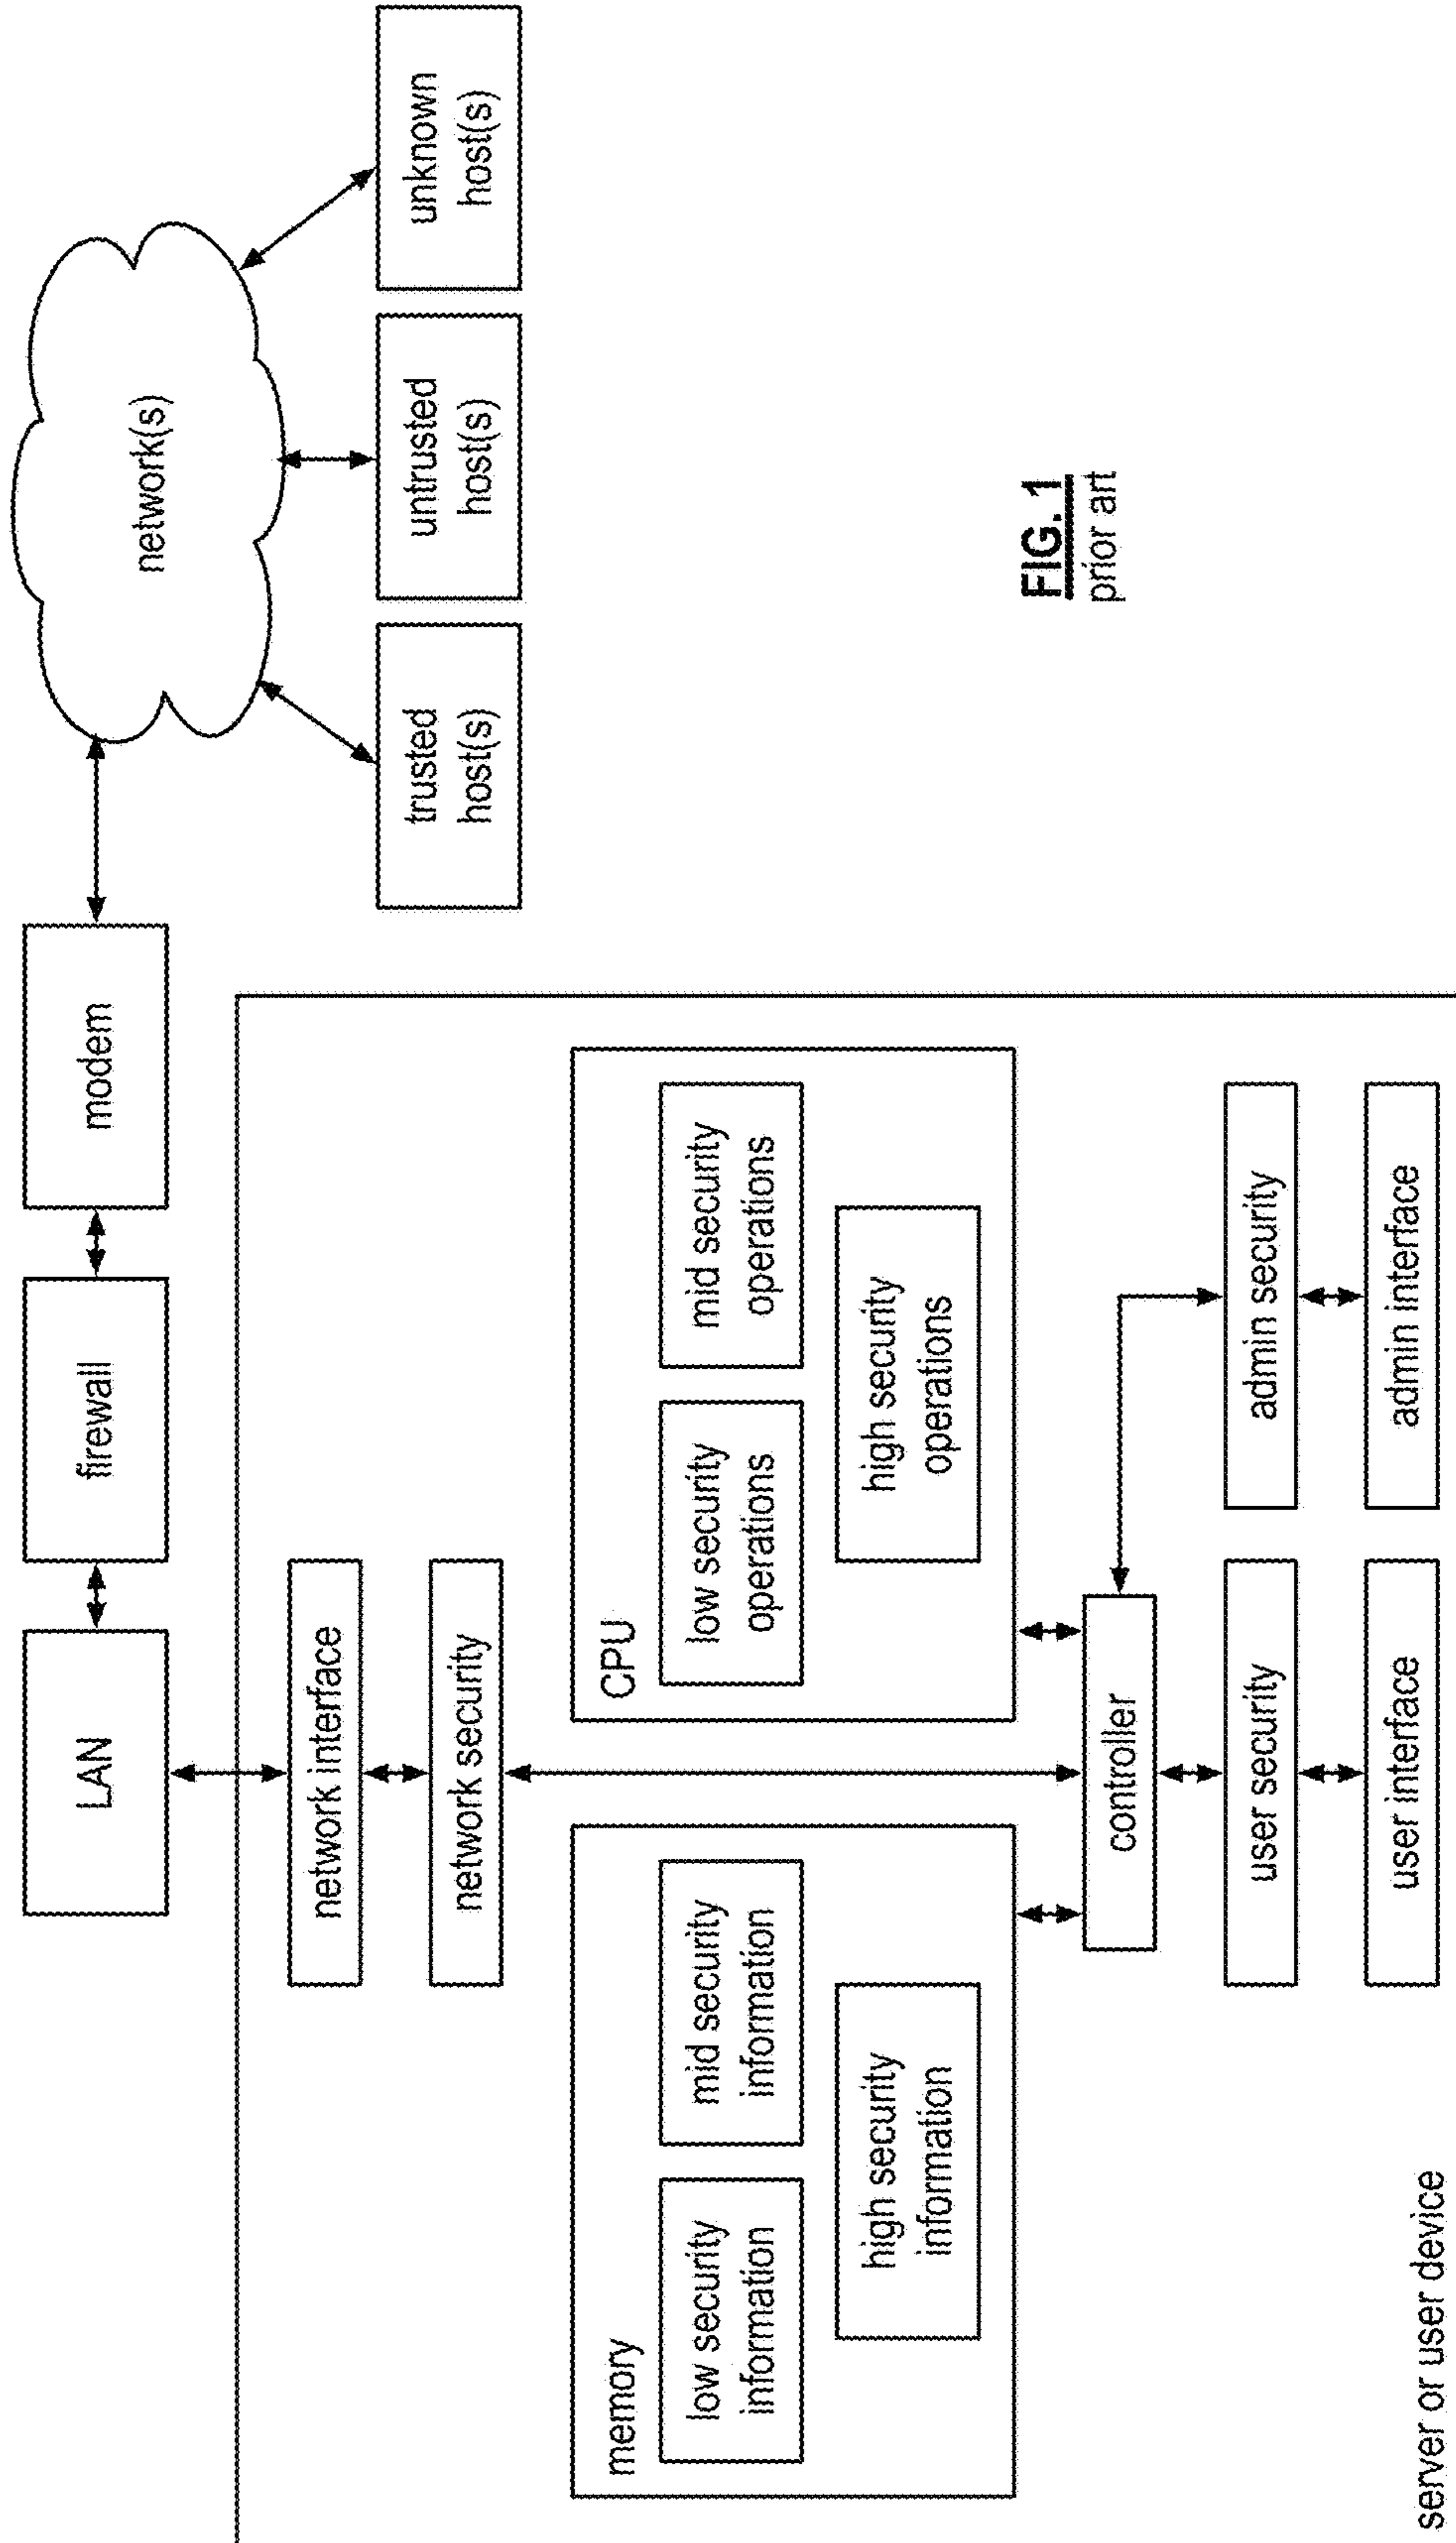 LAN
firewall
modem
network(s)
trusted
host(s)
untrusted
host(s)
unknown
host(s)
network interface
network security
memory
low security
information
mid security
information
high security
information
CPU
low security
operations
mid security
operations
high security
operations
controller
user security
admin security
user interface
admin interface
server or user device
FIG. 1
prior art